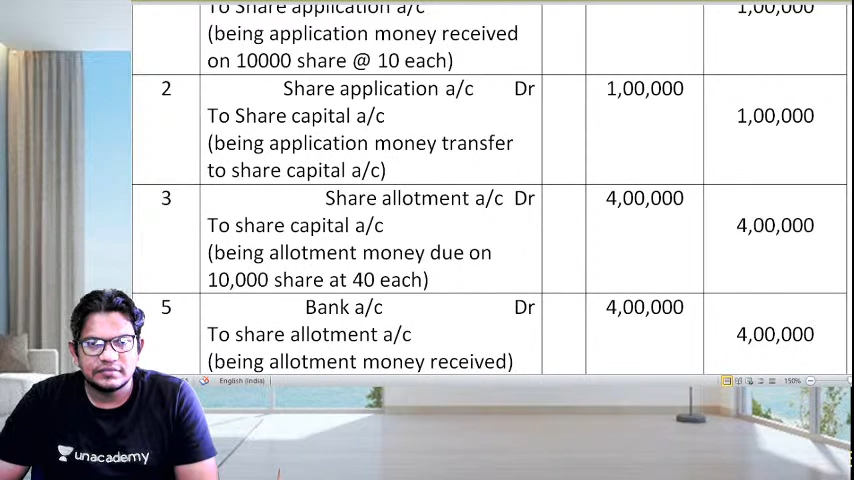 To Share application a/c 1,00,000
(being application money received
on 10000 share @ 10 each)
2 Share application a/c Dr 1,00,000
To Share capital a/c 1,00,000
(being application money transfer
to share capital a/c)
3 Share allotment a/c Dr 4,00,000
To share capital a/c 4,00,000
(being allotment money due on
10,000 share at 40 each)
5 Bank a/c Dr 4,00,000
To share allotment a/c 4,00,000
(being allotment money received)
English (India) 150%
unacademy